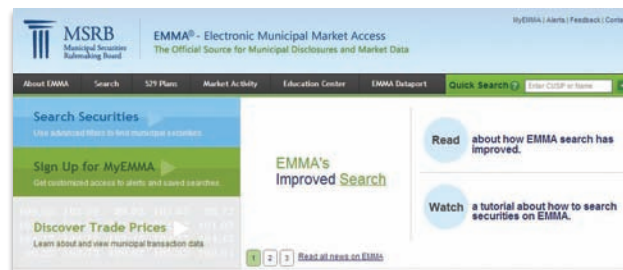 MyEMMA | Alerts | Feedback | Conta
MSRB
Municipal Securities
Rulemaking Board
EMMA® - Electronic Municipal Market Access
The Official Source for Municipal Disclosures and Market Data
About EMMA Search 529 Plans Market Activity Education Center EMMA Dataport Quick Search ? Enter CUSIP or Name
Search Securities
Use advanced filters to find municipal securities.
Sign Up for MyEMMA
Get customized access to alerts and saved searches.
Discover Trade Prices
Learn about and view municipal transaction data.
EMMA's
Improved Search
Read about how EMMA search has
improved.
Watch a tutorial about how to search
securities on EMMA.
1 2 3 Read all news on EMMA